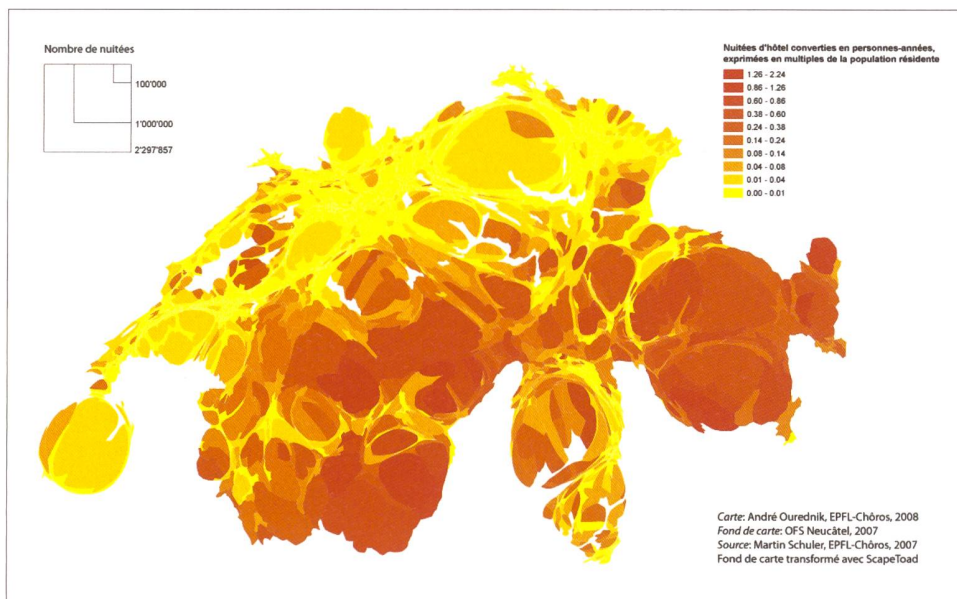 Nombre de nuitées
100'000
1'000'000
2'297'857
Nuitées d'hôtel converties en personnes-années,
exprimées en multiples de la population résidente
1.26 - 2.24
0.86 - 1.26
0.60 - 0.86
0.38 - 0.60
0.24 - 0.38
0.14 - 0.24
0.08 - 0.14
0.04 - 0.08
0.01 - 0.04
0.00 - 0.01
Carte: André Ourednik, EPFL-Chôros, 2008
Fond de carte: OFS Neucâtel, 2007
Source: Martin Schuler, EPFL-Chôros, 2007
Fond de carte transformé avec ScapeToad